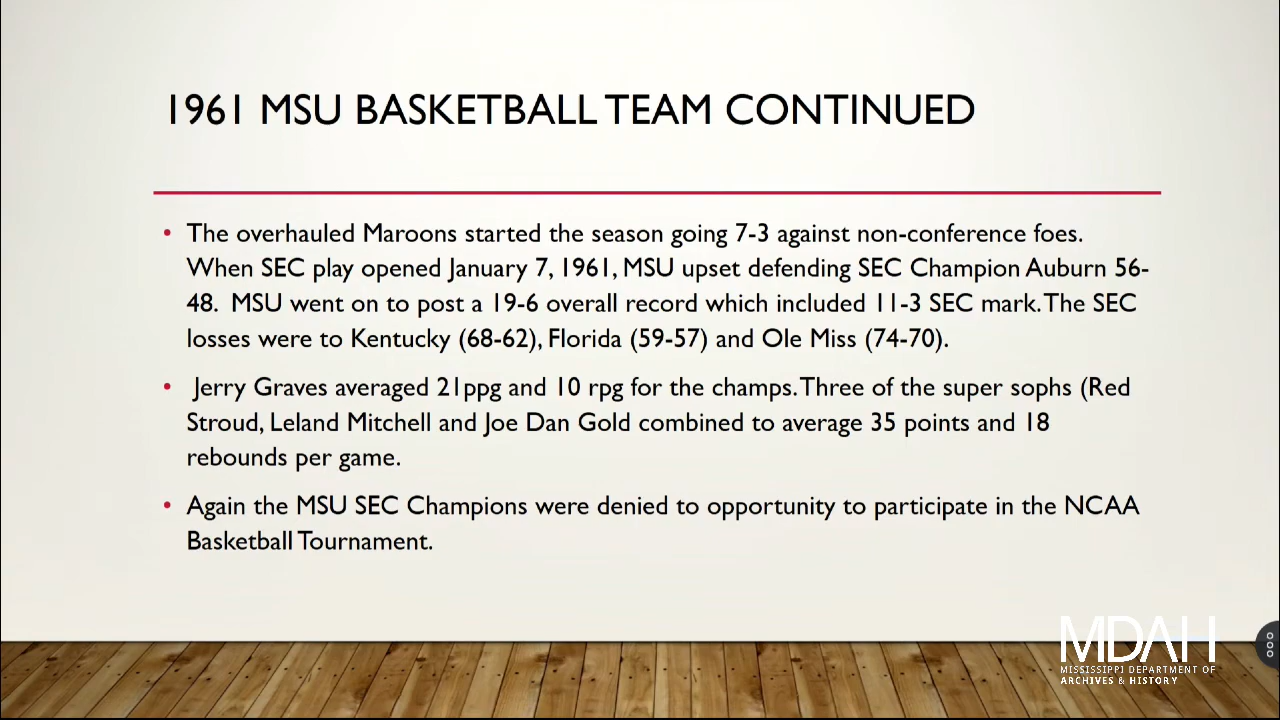 1961 MSU BASKETBALL TEAM CONTINUED
• The overhauled Maroons started the season going 7-3 against non-conference foes.
When SEC play opened January 7, 1961, MSU upset defending SEC Champion Auburn 56-
48. MSU went on to post a 19-6 overall record which included 11-3 SEC mark. The SEC
losses were to Kentucky (68-62), Florida (59-57) and Ole Miss (74-70).
• Jerry Graves averaged 21ppg and 10 rpg for the champs. Three of the super sophs (Red
Stroud, Leland Mitchell and Joe Dan Gold combined to average 35 points and 18
rebounds per game.
• Again the MSU SEC Champions were denied to opportunity to participate in the NCAA
Basketball Tournament.
MDAH
MISSISSIPPI DEPARTMENT OF
ARCHIVES & HISTORY